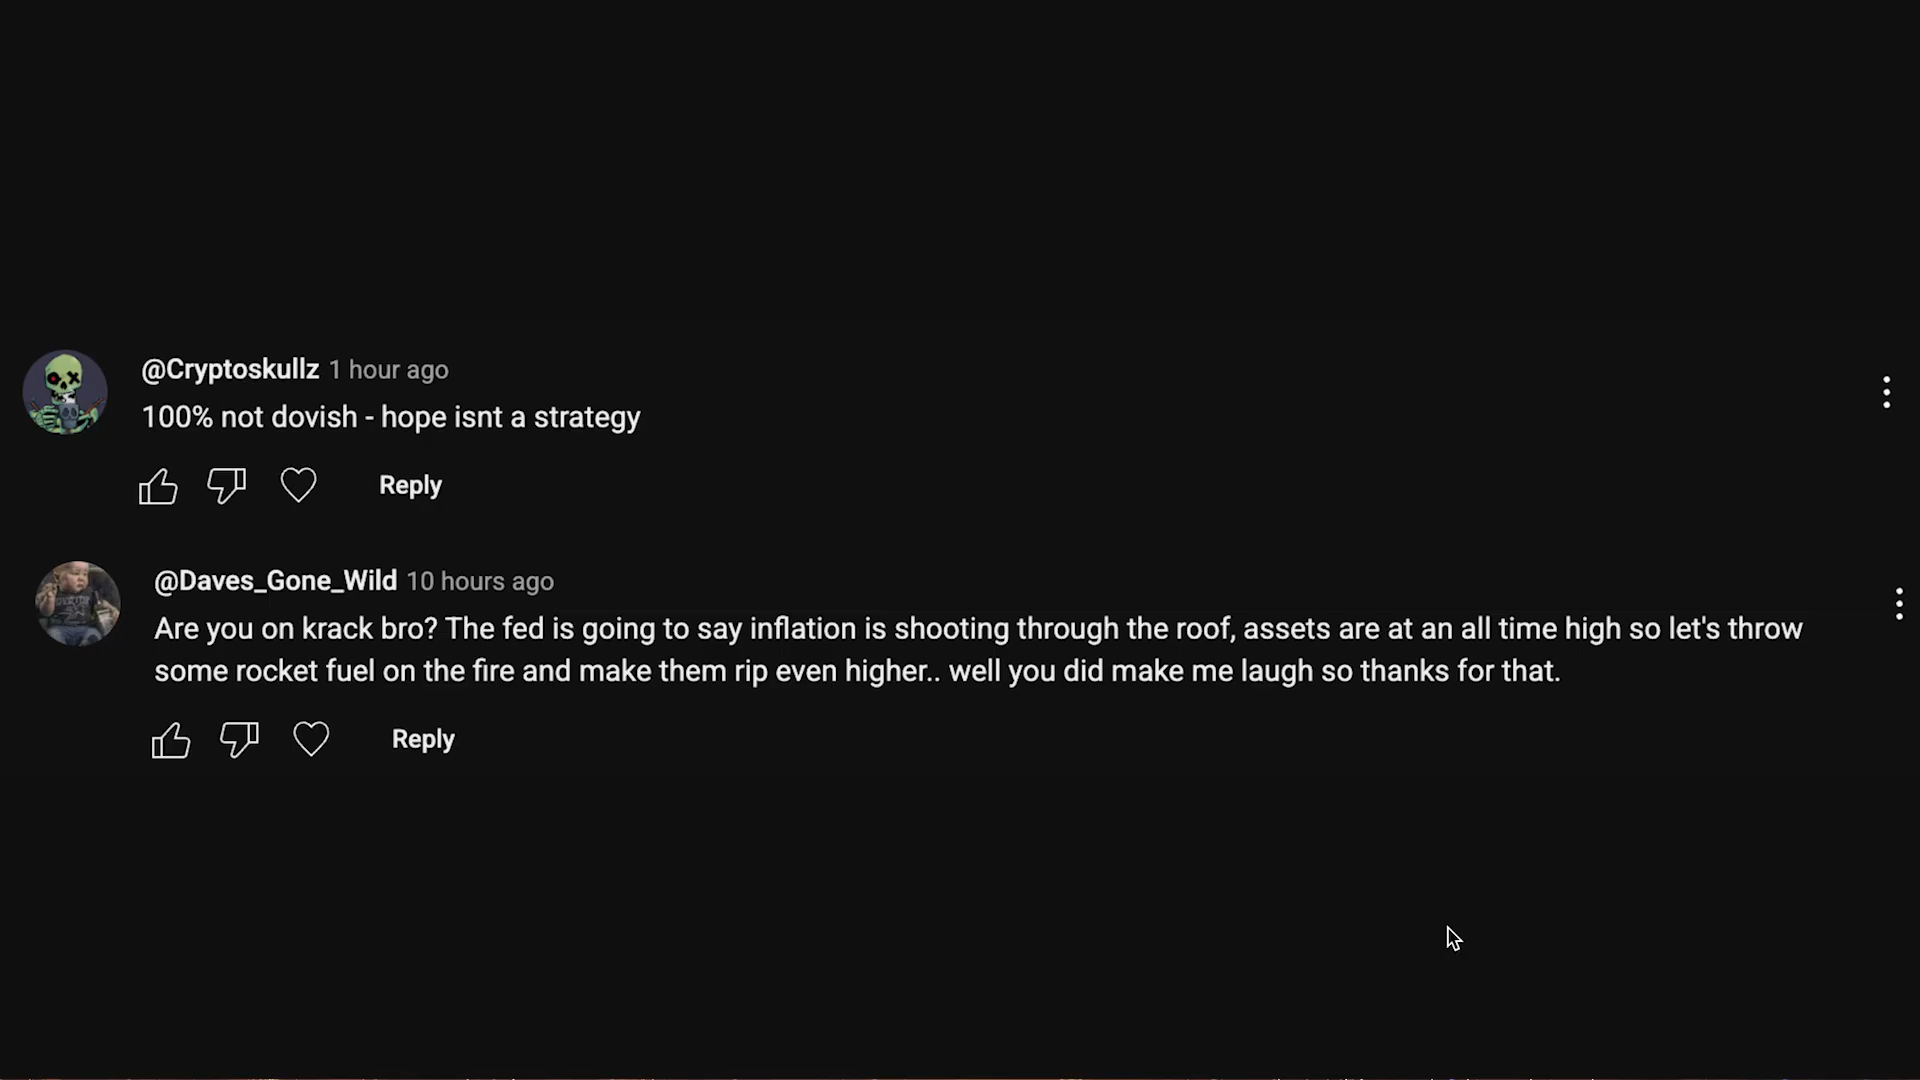 @Cryptoskullz 1 hour ago
100% not dovish - hope isnt a strategy
Reply
@Daves_Gone_Wild 10 hours ago
Are you on krack bro? The fed is going to say inflation is shooting through the roof, assets are at an all time high so let's throw
some rocket fuel on the fire and make them rip even higher.. well you did make me laugh so thanks for that.
Reply